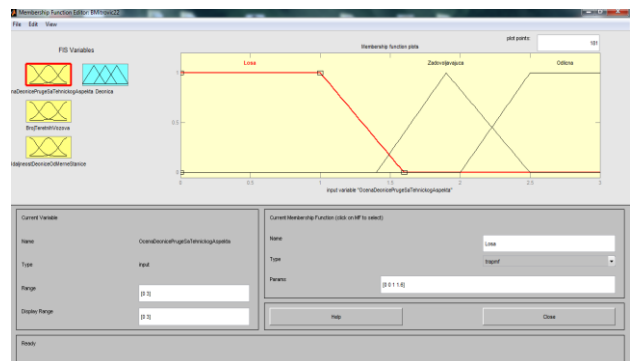 Membership Function Editor: BMitrovic22
File Edit View
FIS Variables
Membership function plots
plot points:
181
Deonica
BrojTeretnihVozova
Losa
Zadovoljavajuca
Odlicna
1
0.5
0
0 0.5 1 1.5 2 2.5 3
input variable "OcenaDeonicePrugeSaTehnickogAspekta"
Current Variable
Name
OcenaDeonicePrugeSaTehnickogAspekta
Type
input
Range
[0 3]
Display Range
[0 3]
Current Membership Function (click on MF to select)
Name
Losa
Type
trapmf
Params
[0 0 1 1.6]
Help
Close
Ready